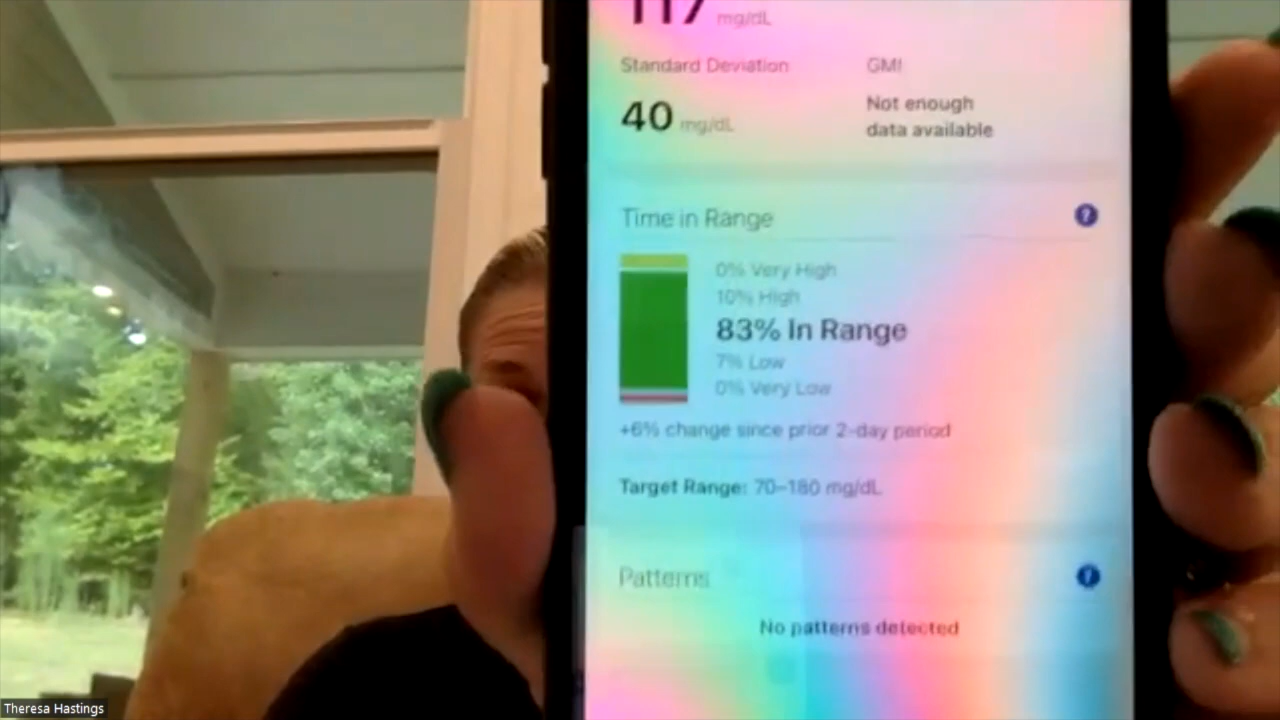 117 mg/dL
Standard Deviation GMI
40 mg/dL Not enough
data available
Time in Range ?
0% Very High
10% High
83% In Range
7% Low
0% Very Low
+6% change since prior 2-day period
Target Range: 70–180 mg/dL
Patterns ?
No patterns detected
Theresa Hastings